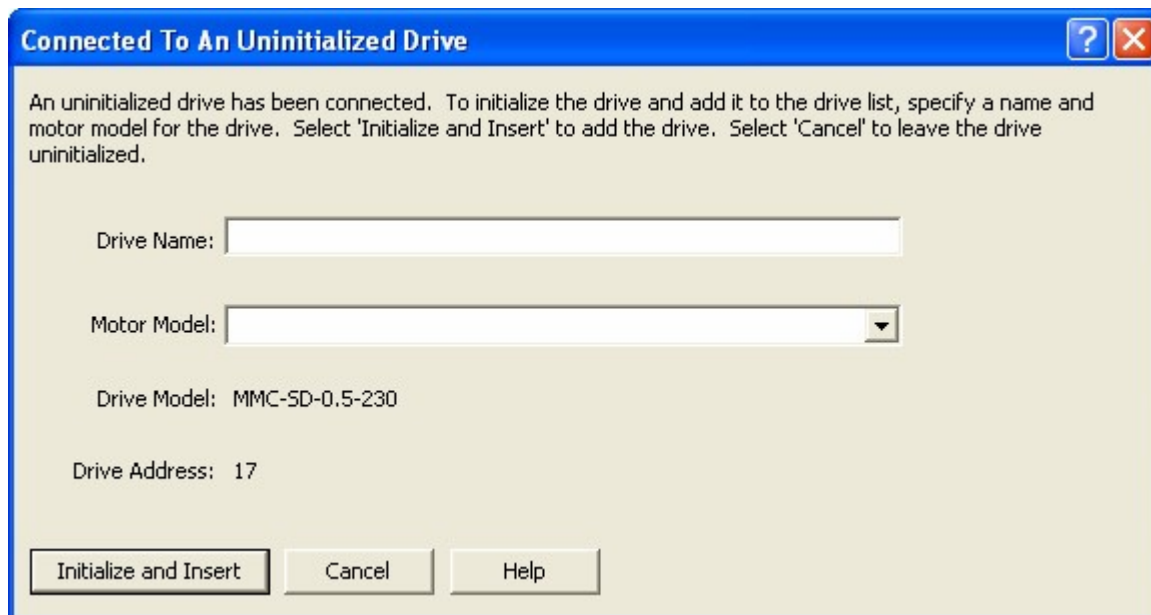 Connected To An Uninitialized Drive
An uninitialized drive has been connected.  To initialize the drive and add it to the drive list, specify a name and
motor model for the drive.  Select 'Initialize and Insert' to add the drive.  Select 'Cancel' to leave the drive
uninitialized.
Drive Name:
Motor Model:
Drive Model: MMC-SD-0.5-230
Drive Address: 17
Initialize and Insert Cancel Help